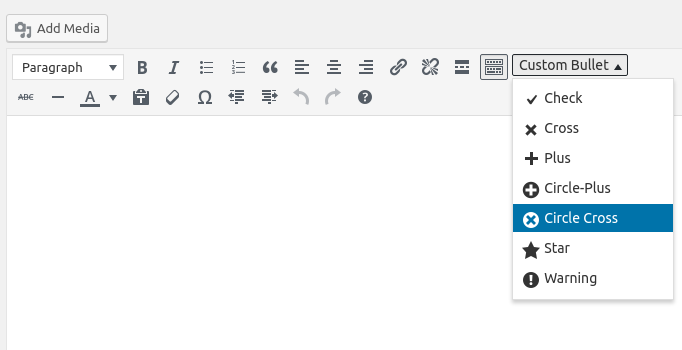 Add Media
Paragraph
Custom Bullet
ABC
A
Check
Cross
Plus
Circle-Plus
Circle Cross
Star
Warning